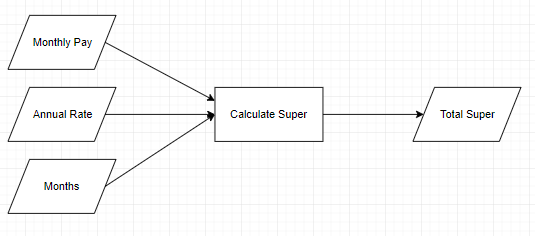 Monthly Pay
Annual Rate
Calculate Super
Total Super
Months